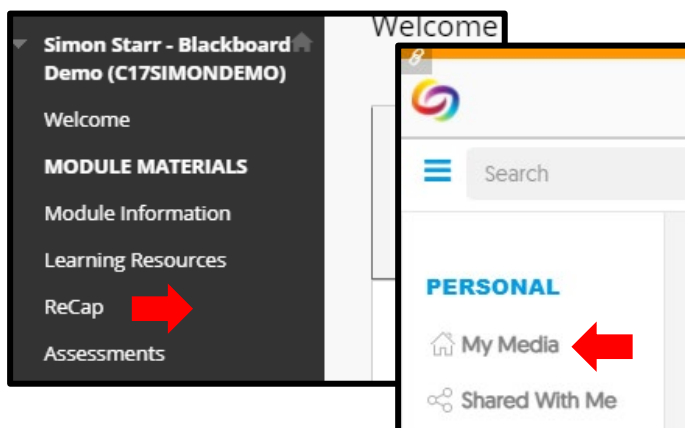 Simon Starr - Blackboard
Demo (C17SIMONDEMO)
Welcome
MODULE MATERIALS
Module Information
Learning Resources
ReCap
Assessments
Welcome
Search
PERSONAL
My Media
Shared With Me